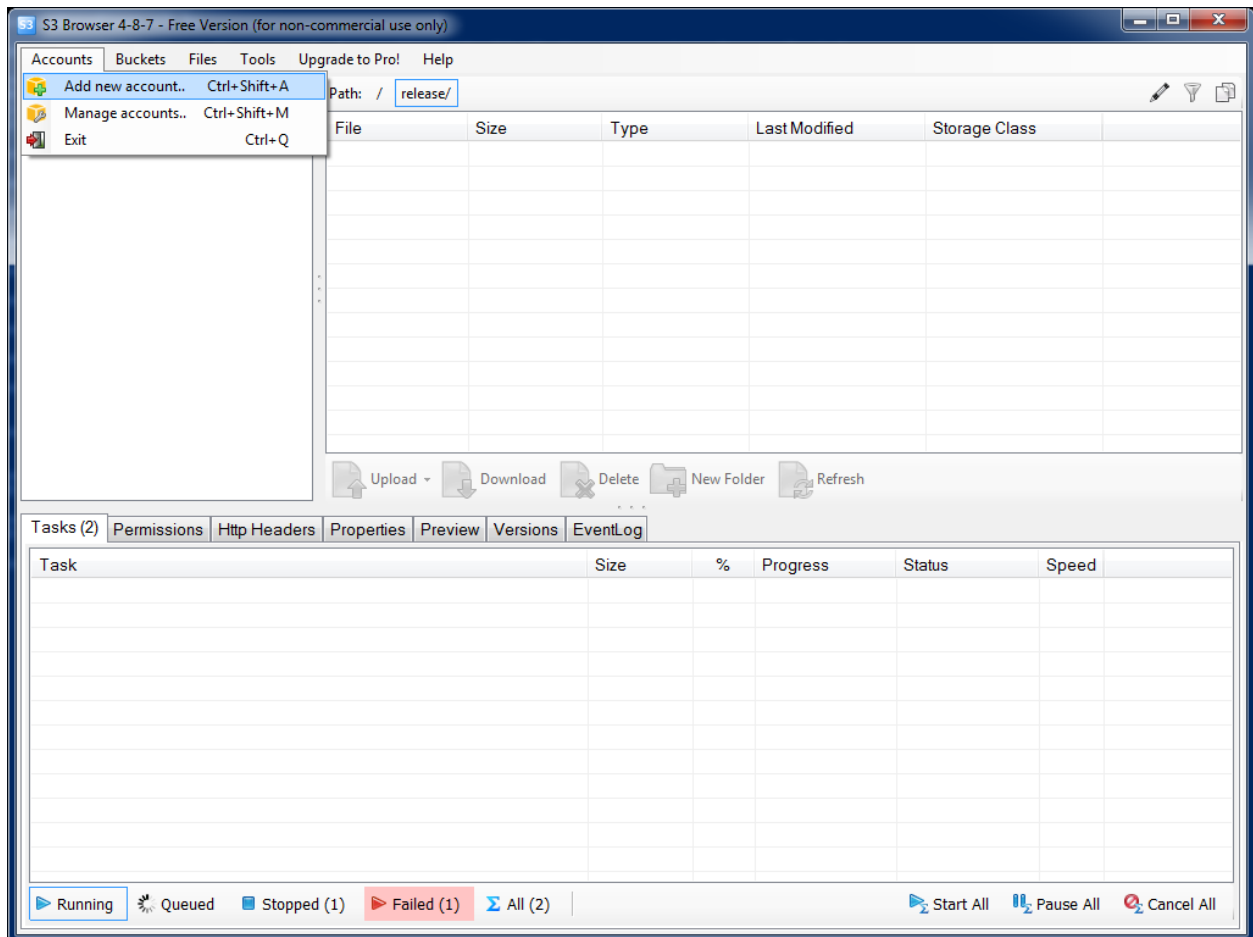 S3 S3 Browser 4-8-7 - Free Version (for non-commercial use only)
Accounts Buckets Files Tools Upgrade to Pro! Help
Add new account.. Ctrl+Shift+A
Manage accounts.. Ctrl+Shift+M
Exit Ctrl+Q
Path: / release/
File Size Type Last Modified Storage Class
Upload Download Delete New Folder Refresh
Tasks (2) Permissions Http Headers Properties Preview Versions EventLog
Task Size % Progress Status Speed
Running Queued Stopped (1) Failed (1) Σ All (2) Start All Pause All Cancel All